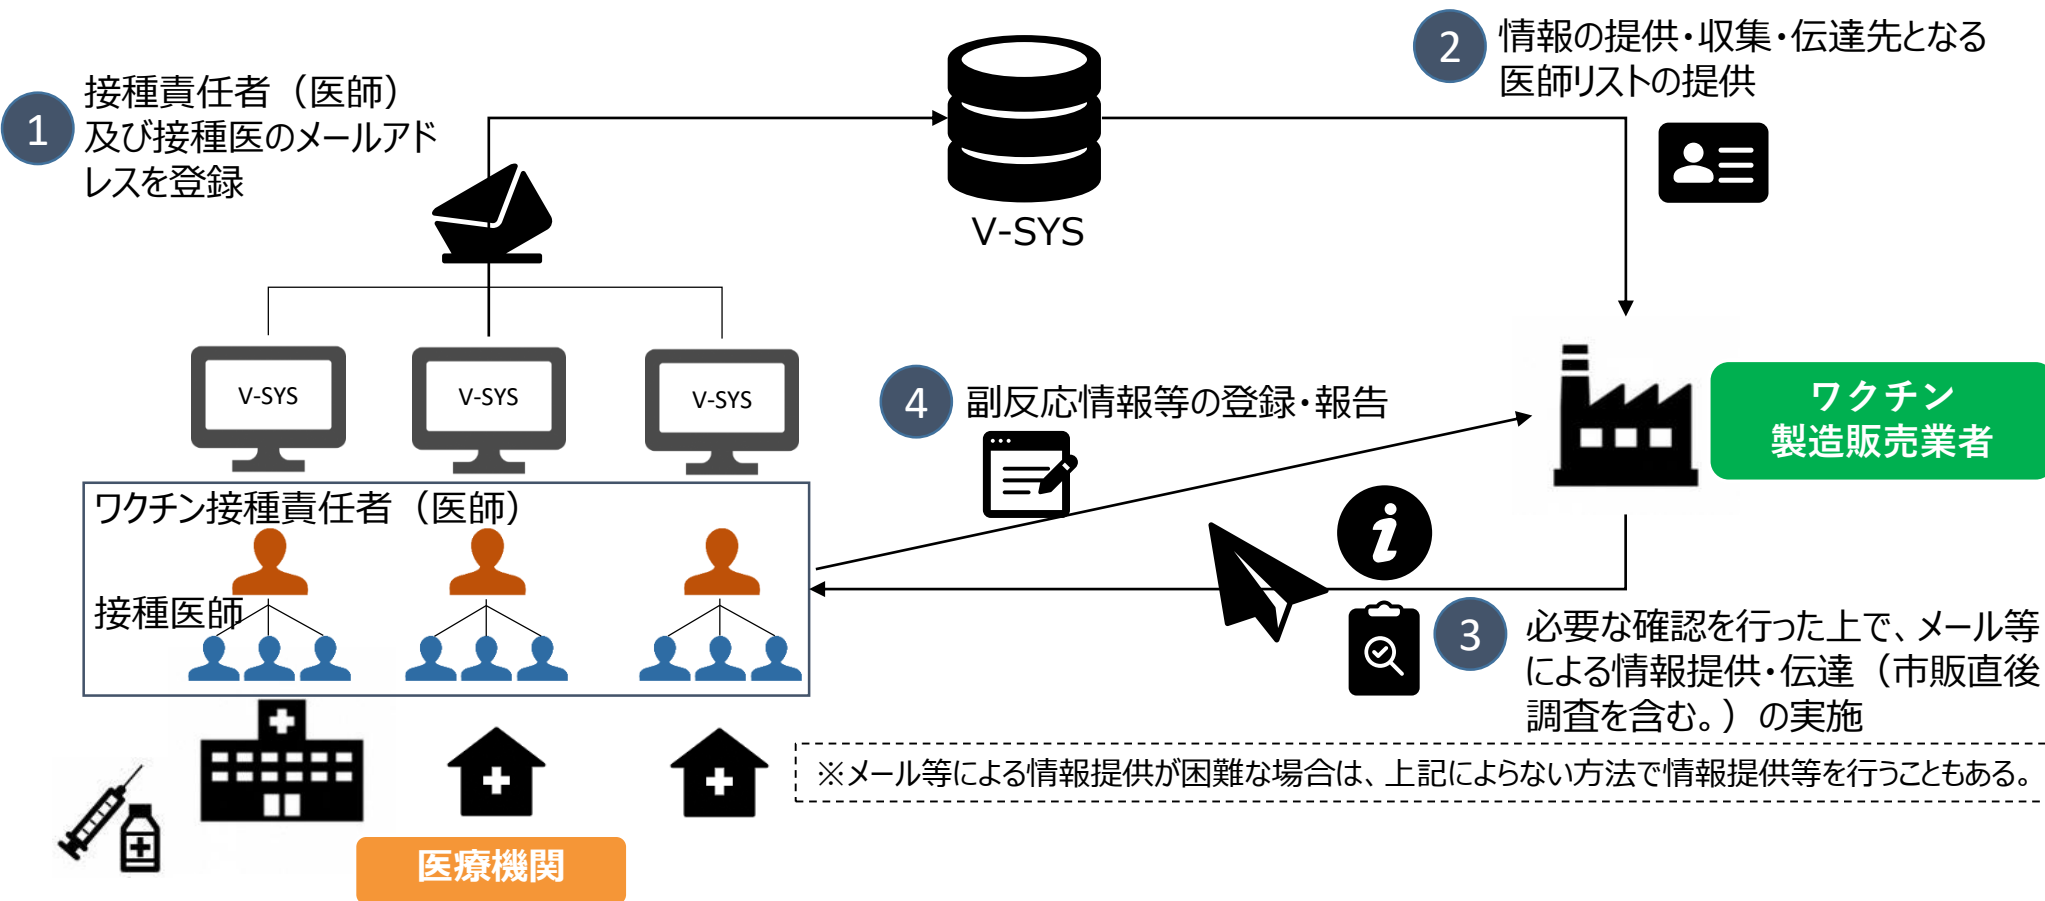 1
接種責任者（医師）
及び接種医のメールアド
レスを登録
V-SYS
2
情報の提供・収集・伝達先となる
医師リストの提供
V-SYS
V-SYS
V-SYS
4
副反応情報等の登録・報告
ワクチン
製造販売業者
ワクチン接種責任者（医師）
接種医師
3
必要な確認を行った上で、メール等
による情報提供・伝達（市販直後
調査を含む。）の実施
※メール等による情報提供が困難な場合は、上記によらない方法で情報提供等を行うこともある。
医療機関